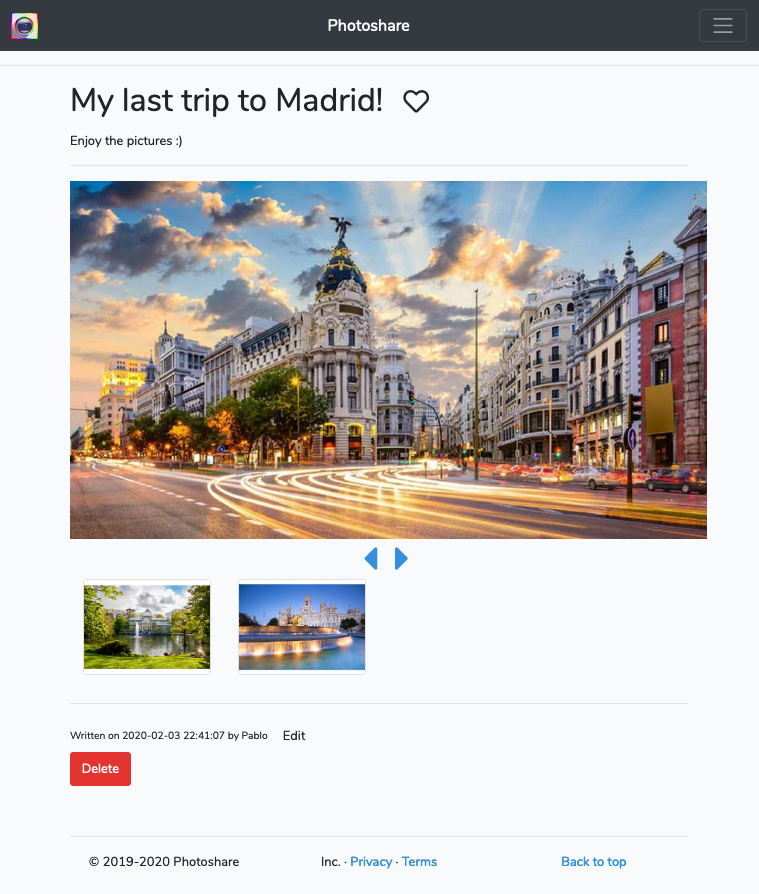 Photoshare
My last trip to Madrid!
Enjoy the pictures :)
Written on 2020-02-03 22:41:07 by Pablo Edit
Delete
© 2019-2020 Photoshare Inc. · Privacy · Terms Back to top